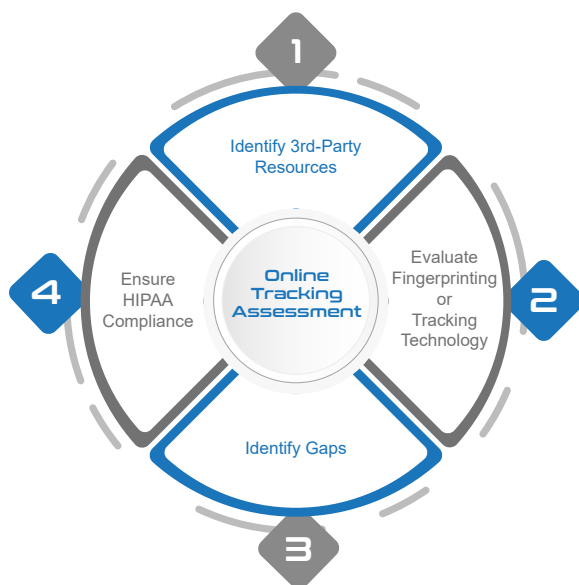 1
Identify 3rd-Party
Resources
Evaluate
Fingerprinting
or
Tracking
Technology
2
Online
Tracking
Assessment
Identify Gaps
3
Ensure
HIPAA
Compliance
4